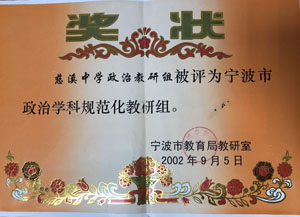 奖状
慈溪中学政治教研组被评为宁波市
政治学科规范化教研组。
宁波市教育局教研室
2002年9月5日